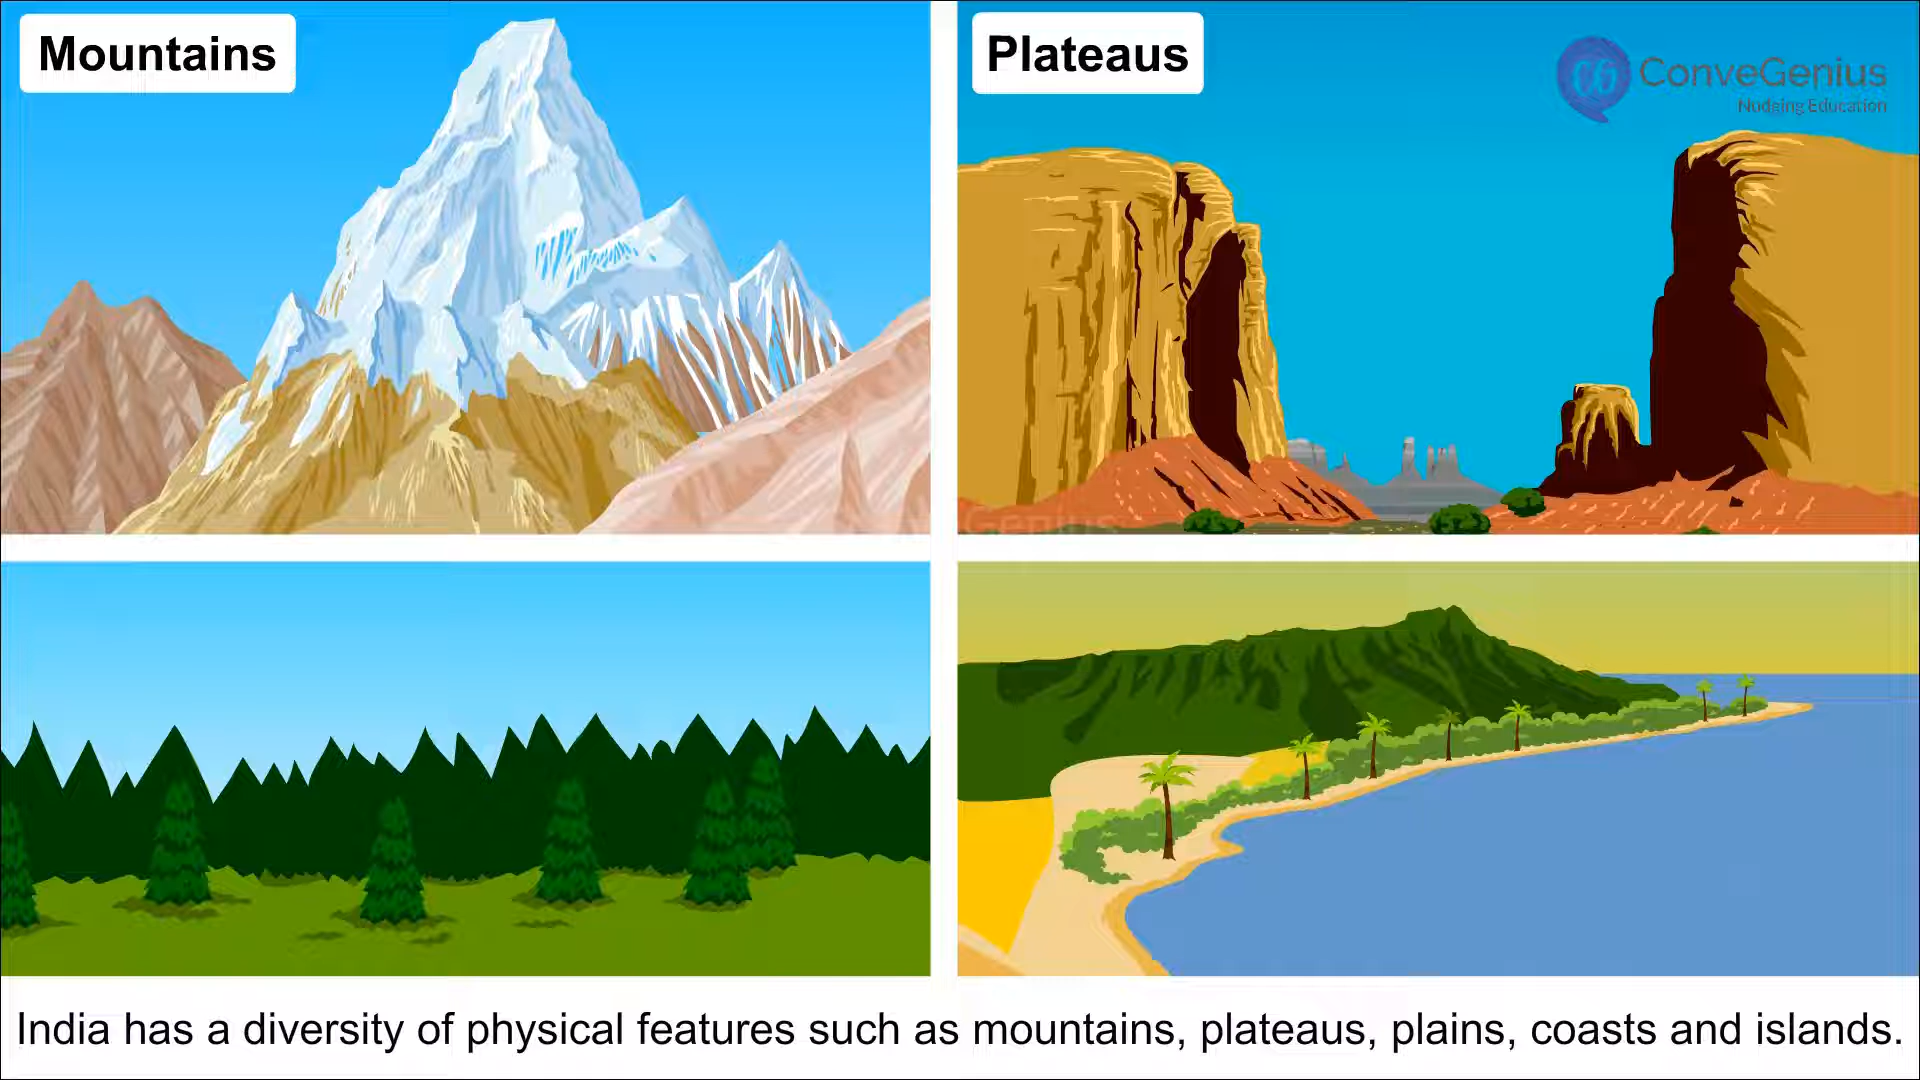 Mountains
Plateaus
ConveGenius
Nudging Education
Genius
India has a diversity of physical features such as mountains, plateaus, plains, coasts and islands.